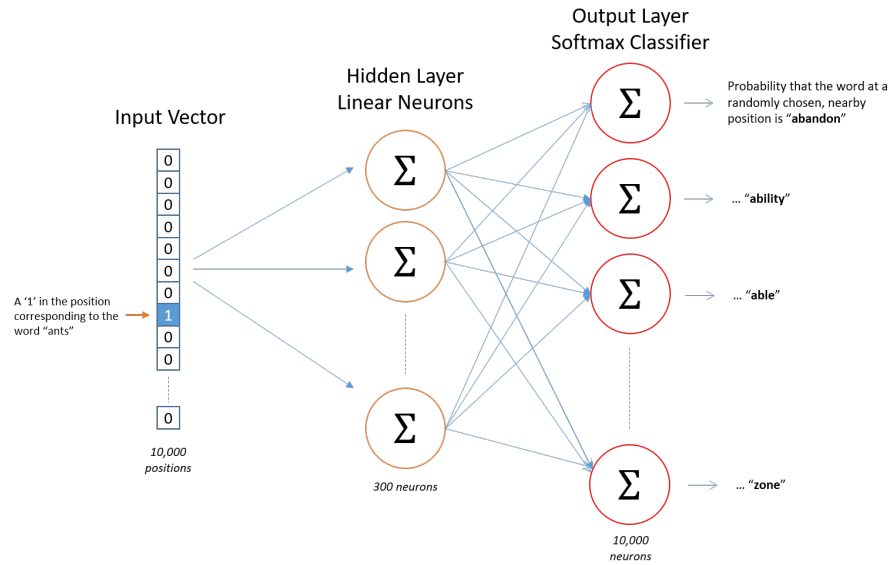 Output Layer
Softmax Classifier
Hidden Layer
Linear Neurons
Input Vector
0
0
0
0
0
0
0
1
0
0
0
A ‘1’ in the position
corresponding to the
word “ants”
10,000
positions
Σ
Σ
Σ
300 neurons
Σ
Σ
Σ
Σ
10,000
neurons
Probability that the word at a
randomly chosen, nearby
position is “abandon”
... “ability”
... “able”
... “zone”